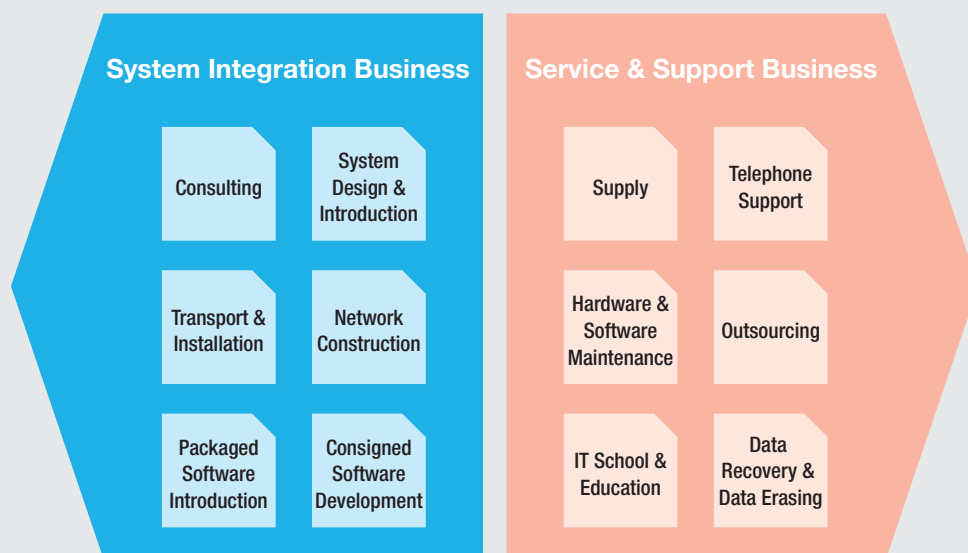 System Integration Business
Consulting
System
Design &
Introduction
Transport &
Installation
Network
Construction
Packaged
Software
Introduction
Consigned
Software
Development
Service & Support Business
Supply
Telephone
Support
Hardware &
Software
Maintenance
Outsourcing
IT School &
Education
Data
Recovery &
Data Erasing